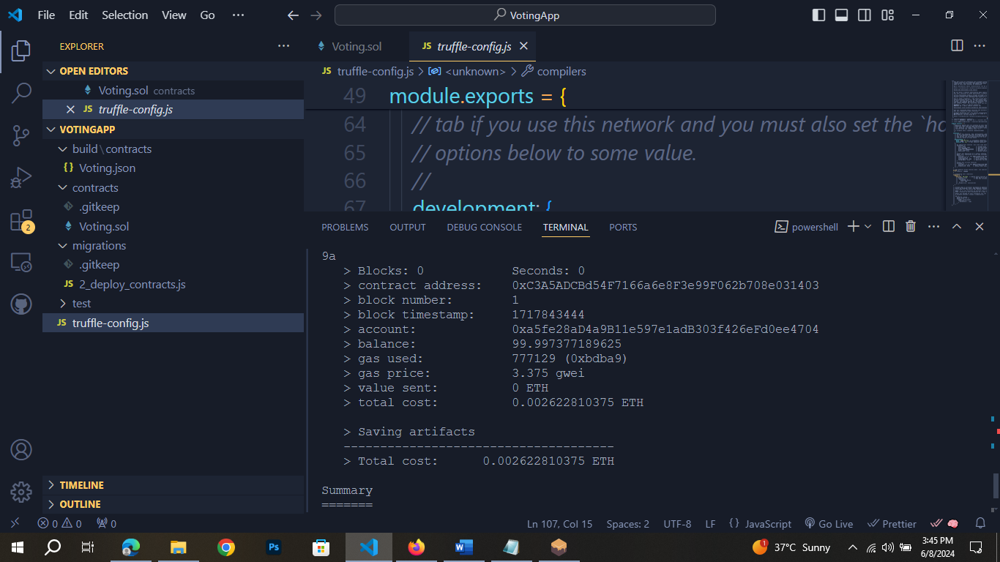 File Edit Selection View Go ··· VotingApp
EXPLORER ···
OPEN EDITORS
Voting.sol contracts
JS truffle-config.js
VOTINGAPP
build\contracts
{} Voting.json
contracts
.gitkeep
Voting.sol
migrations
.gitkeep
JS 2_deploy_contracts.js
test
JS truffle-config.js
TIMELINE
OUTLINE
2
Voting.sol JS truffle-config.js
JS truffle-config.js > <unknown> > compilers
49 module.exports = {
64 // tab if you use this network and you must also set the `ho
65 // options below to some value.
66 //
67 development: {
PROBLEMS OUTPUT DEBUG CONSOLE TERMINAL PORTS powershell
9a
> Blocks: 0 Seconds: 0
> contract address: 0xC3A5ADCBd54F7166a6e8F3e99F062b708e031403
> block number: 1
> block timestamp: 1717843444
> account: 0xa5fe28aD4a9B11e597e1adB303f426eFd0ee4704
> balance: 99.997377189625
> gas used: 777129 (0xbdba9)
> gas price: 3.375 gwei
> value sent: 0 ETH
> total cost: 0.002622810375 ETH
> Saving artifacts
-------------------------------------
> Total cost: 0.002622810375 ETH
Summary
=======
0 0 0 Ln 107, Col 15 Spaces: 2 UTF-8 LF {} JavaScript Go Live Prettier
Ps W 1 37°C Sunny 3:45 PM
6/8/2024